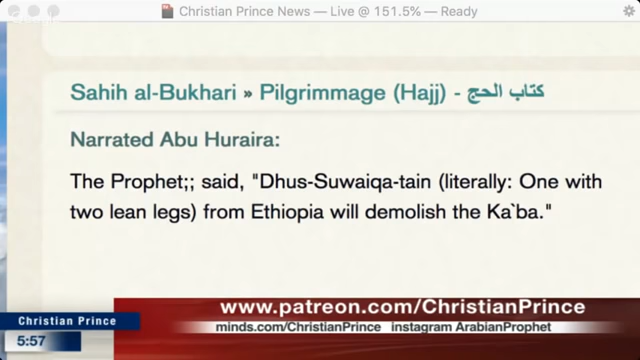 Christian Prince News — Live @ 151.5% — Ready
Sahih al-Bukhari » Pilgrimmage (Hajj) - كتاب الحج
Narrated Abu Huraira:
The Prophet;; said, "Dhus-Suwaiqa-tain (literally: One with
two lean legs) from Ethiopia will demolish the Ka`ba."
www.patreon.com/ChristianPrince
minds.com/ChristianPrince instagram ArabianProphet
Christian Prince
5:57